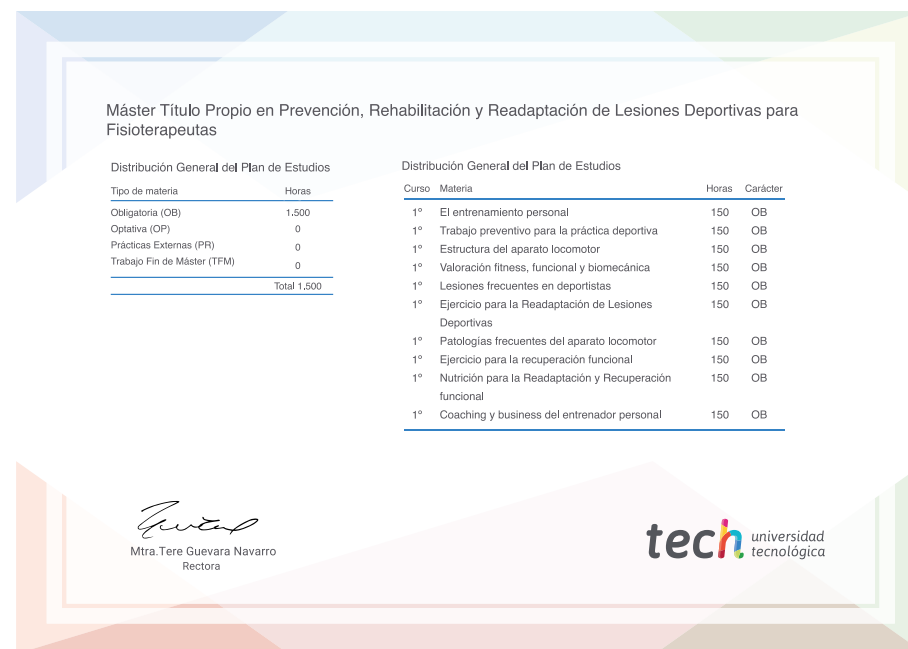 Máster Título Propio en Prevención, Rehabilitación y Readaptación de Lesiones Deportivas para
Fisioterapeutas
Distribución General del Plan de Estudios
Tipo de materia Horas
Obligatoria (OB) 1.500
Optativa (OP) 0
Prácticas Externas (PR) 0
Trabajo Fin de Máster (TFM) 0
Total 1.500
Distribución General del Plan de Estudios
Curso Materia Horas Carácter
1º El entrenamiento personal 150 OB
1º Trabajo preventivo para la práctica deportiva 150 OB
1º Estructura del aparato locomotor 150 OB
1º Valoración fitness, funcional y biomecánica 150 OB
1º Lesiones frecuentes en deportistas 150 OB
1º Ejercicio para la Readaptación de Lesiones 150 OB
Deportivas
1º Patologías frecuentes del aparato locomotor 150 OB
1º Ejercicio para la recuperación funcional 150 OB
1º Nutrición para la Readaptación y Recuperación 150 OB
funcional
1º Coaching y business del entrenador personal 150 OB
Mtra.Tere Guevara Navarro
Rectora
tech universidad
tecnológica